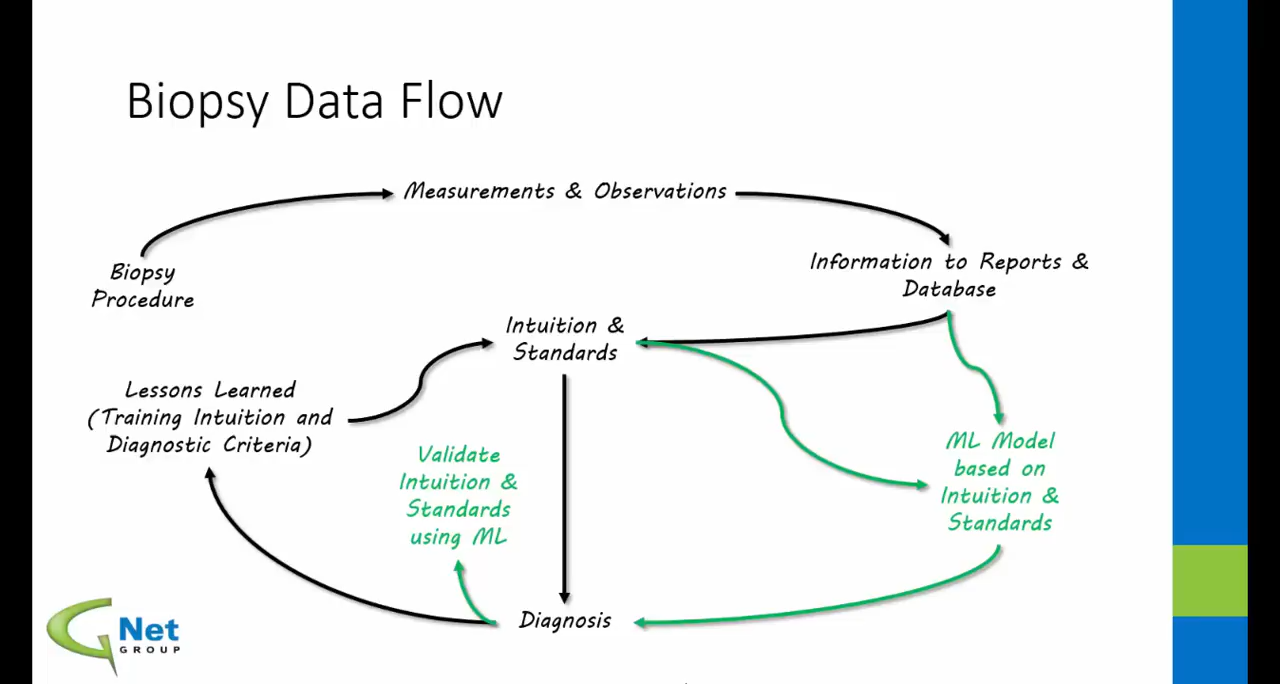 Biopsy Data Flow
Measurements & Observations
Biopsy
Procedure
Information to Reports &
Database
Intuition &
Standards
Lessons Learned
(Training Intuition and
Diagnostic Criteria)
Validate
Intuition &
Standards
using ML
ML Model
based on
Intuition &
Standards
Diagnosis
GNet
GROUP